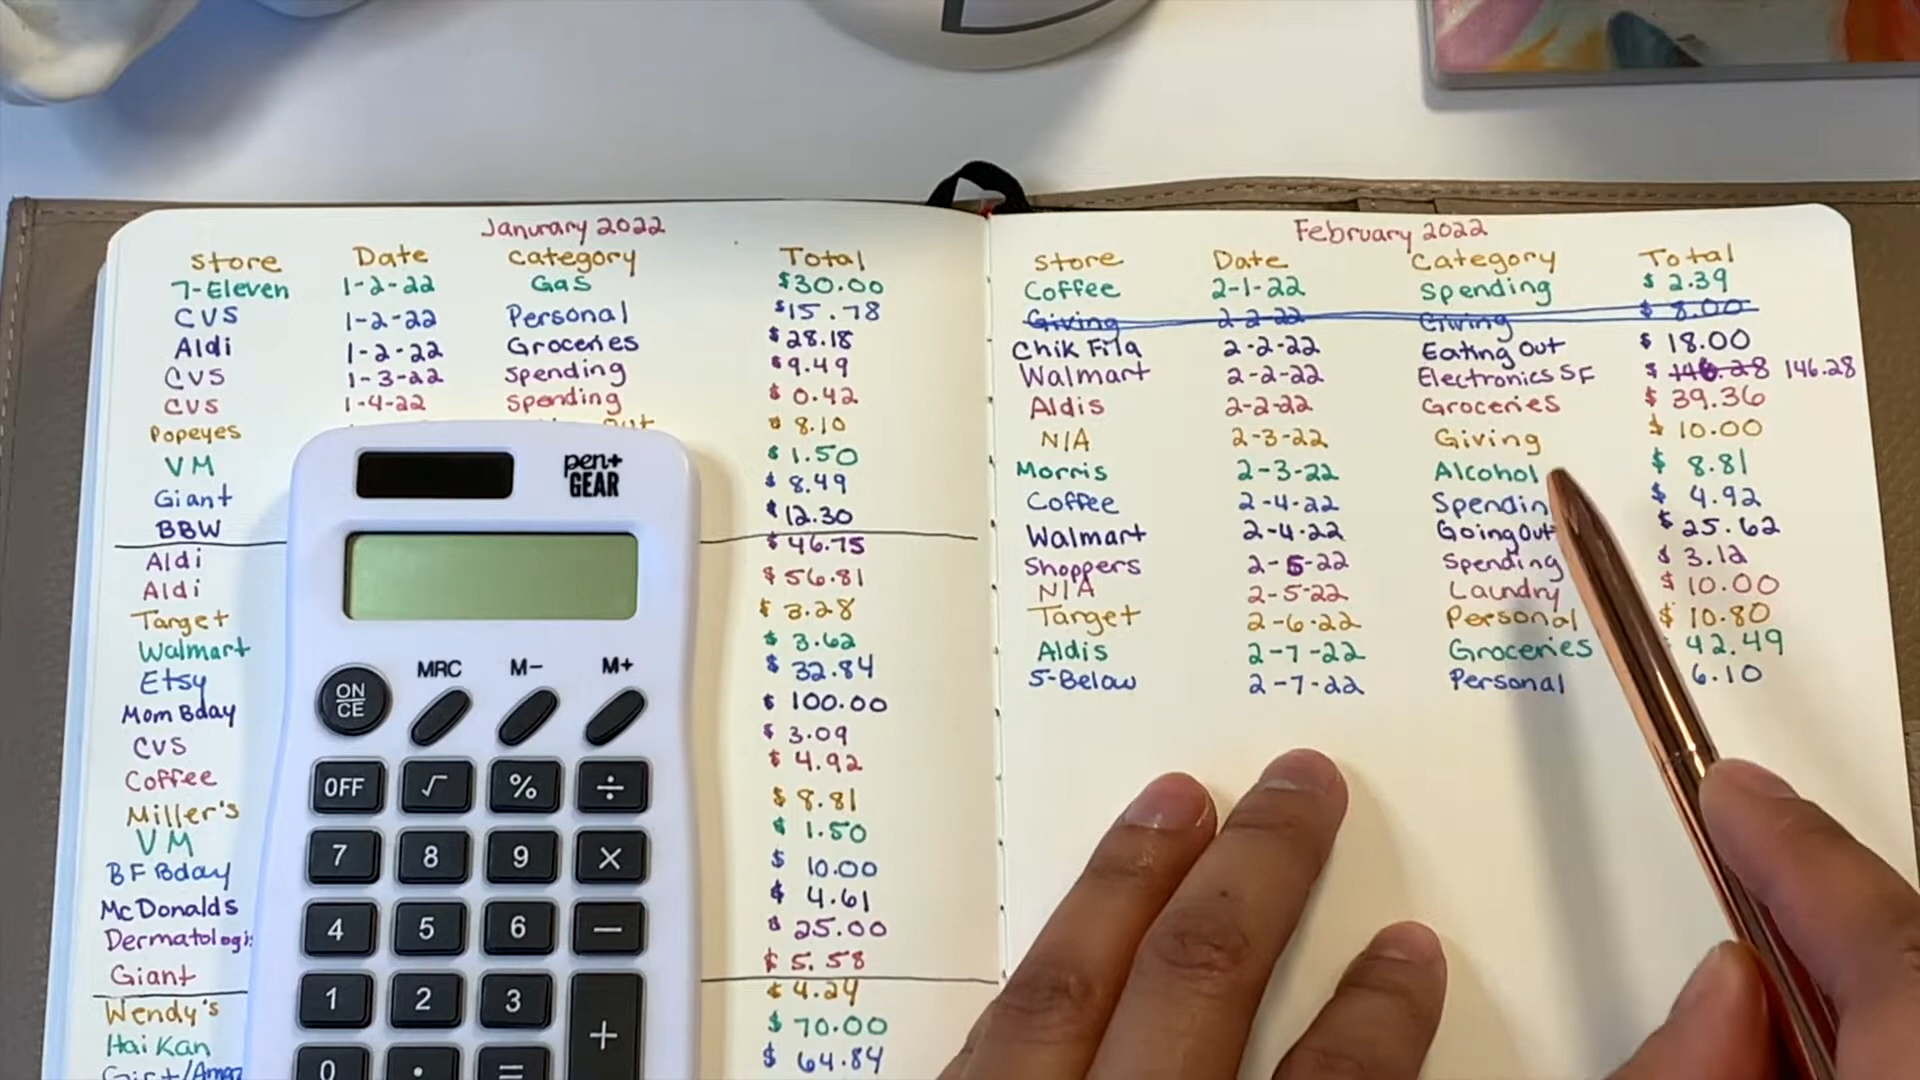 January 2022
Store Date Category Total
7-Eleven 1-2-22 Gas $30.00
CVS 1-2-22 Personal $15.78
Aldi 1-2-22 Groceries $28.18
CVS 1-3-22 Spending $9.49
CVS 1-4-22 Spending $0.42
Popeyes Out $8.10
VM $1.50
Giant $8.49
BBW $12.30
Aldi $46.75
Aldi $56.81
Target $3.28
Walmart $3.62
Etsy $32.84
Mom Bday $100.00
CVS $3.09
Coffee $4.92
Miller's $8.81
VM $1.50
BF Bday $10.00
McDonalds $4.61
Dermatologis $25.00
Giant $5.58
Wendy's $4.24
Hai Kan $70.00
$64.84
pen+
GEAR
MRC M- M+
ON
CE
OFF √ % ÷
7 8 9 ×
4 5 6 −
1 2 3 +
0 . =
February 2022
Store Date Category Total
Coffee 2-1-22 Spending $2.39
Giving 2-2-22 Giving $8.00
Chik Fila 2-2-22 Eating Out $18.00
Walmart 2-2-22 Electronics SF $146.28 146.28
Aldis 2-2-22 Groceries $39.36
N/A 2-3-22 Giving $10.00
Morris 2-3-22 Alcohol $8.81
Coffee 2-4-22 Spendin $4.92
Walmart 2-4-22 Going Out $25.62
Shoppers 2-5-22 Spending $3.12
N/A 2-5-22 Laundry $10.00
Target 2-6-22 Personal $10.80
Aldis 2-7-22 Groceries 42.49
5-Below 2-7-22 Personal 6.10